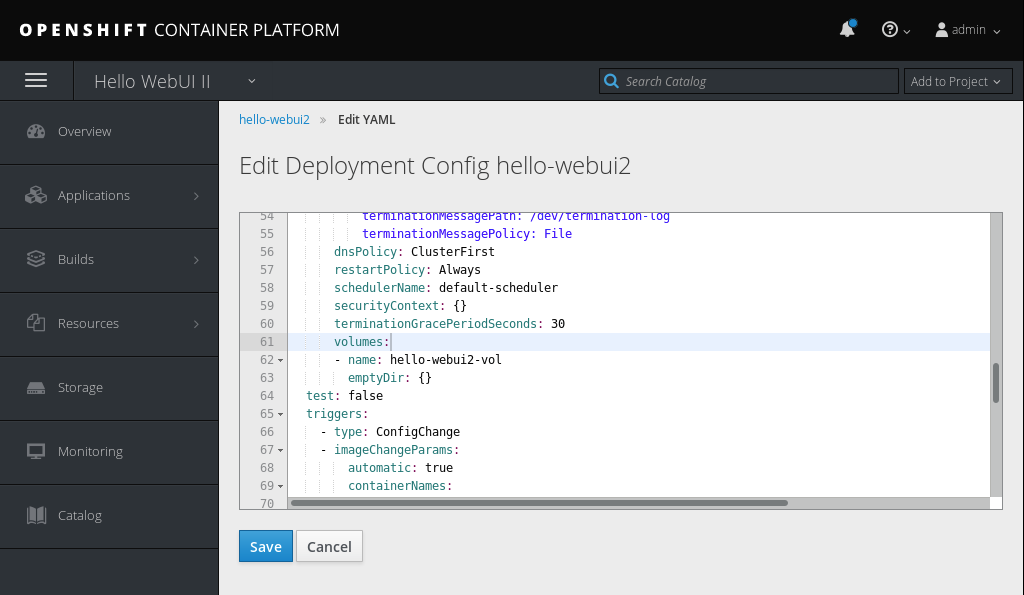 OPENSHIFT CONTAINER PLATFORM
admin
Hello WebUI II
Search Catalog
Add to Project
Overview
Applications
Builds
Resources
Storage
Monitoring
Catalog
hello-webui2 » Edit YAML
Edit Deployment Config hello-webui2
54 terminationMessagePath: /dev/termination-log
55 terminationMessagePolicy: File
56 dnsPolicy: ClusterFirst
57 restartPolicy: Always
58 schedulerName: default-scheduler
59 securityContext: {}
60 terminationGracePeriodSeconds: 30
61 volumes:
62 - name: hello-webui2-vol
63 emptyDir: {}
64 test: false
65 triggers:
66 - type: ConfigChange
67 - imageChangeParams:
68 automatic: true
69 containerNames:
70
Save
Cancel